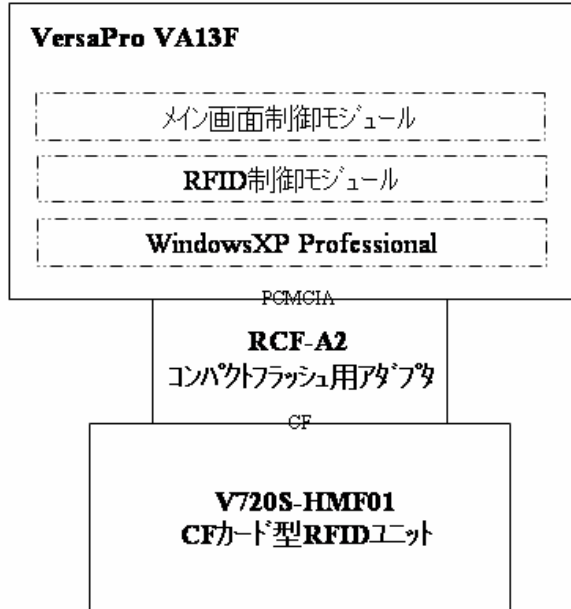 VersaPro VA13F
メイン画面制御モジュール
RFID制御モジュール
WindowsXP Professional
PCMCIA
RCF-A2
コンパクトフラッシュ用アダプタ
CF
V720S-HMF01
CFカード型RFIDユニット